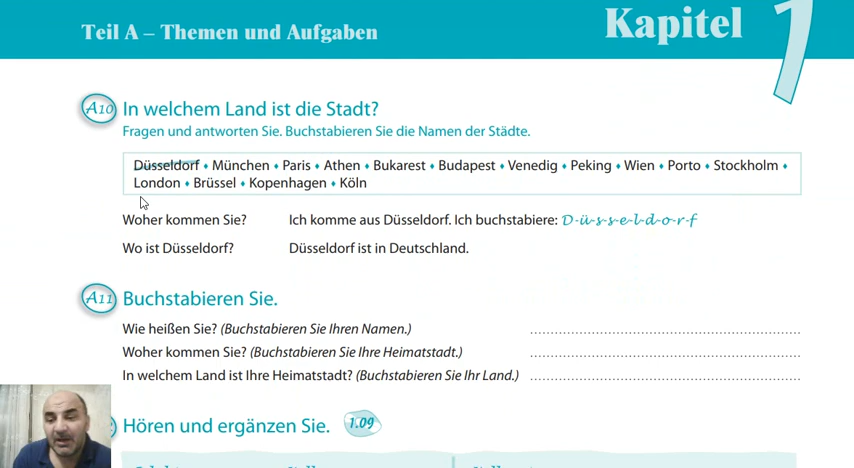 Teil A – Themen und Aufgaben
Kapitel 1
A10 In welchem Land ist die Stadt?
Fragen und antworten Sie. Buchstabieren Sie die Namen der Städte.
Düsseldorf ♦ München ♦ Paris ♦ Athen ♦ Bukarest ♦ Budapest ♦ Venedig ♦ Peking ♦ Wien ♦ Porto ♦ Stockholm ♦
London ♦ Brüssel ♦ Kopenhagen ♦ Köln
Woher kommen Sie? Ich komme aus Düsseldorf. Ich buchstabiere: D-ü-s-s-e-l-d-o-r-f
Wo ist Düsseldorf? Düsseldorf ist in Deutschland.
A11 Buchstabieren Sie.
Wie heißen Sie? (Buchstabieren Sie Ihren Namen.)
Woher kommen Sie? (Buchstabieren Sie Ihre Heimatstadt.)
In welchem Land ist Ihre Heimatstadt? (Buchstabieren Sie Ihr Land.)
Hören und ergänzen Sie. 1.09